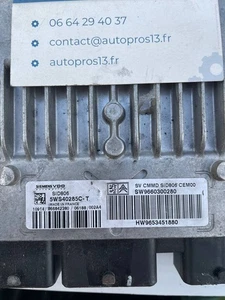 06 64 29 40 37
contact@autopros13.fr
autopros13.fr
SIEMENS VDO
SID806
5WS40285C-T
MADE IN FRANCE
SV CMMD SID806 CEM00
SW9660300280
HW9653451880